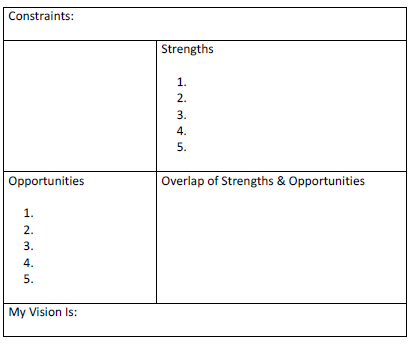 Constraints:
Strengths
1.
2.
3.
4.
5.
Opportunities
1.
2.
3.
4.
5.
Overlap of Strengths & Opportunities
My Vision Is: